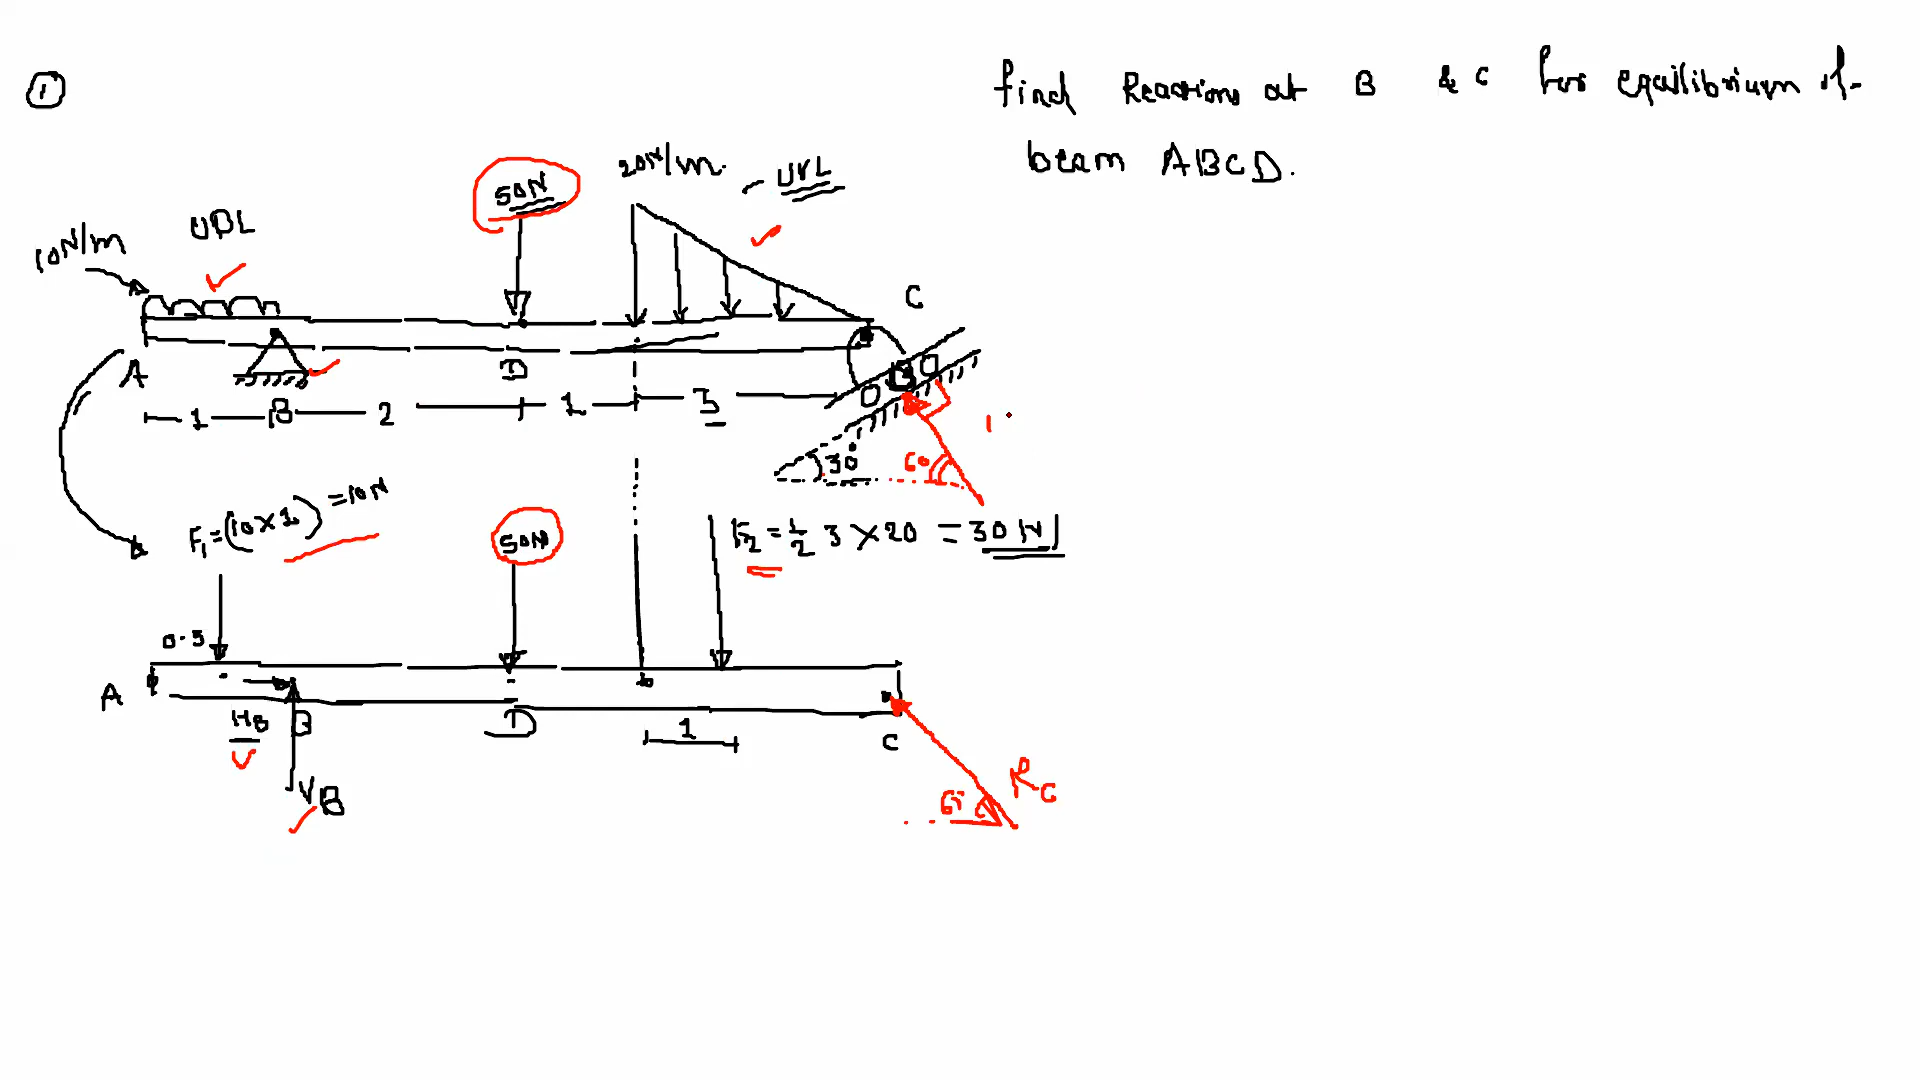 1
find Reactions at B & C for equilibrium of
beam ABCD.
50N
20N/m.
UVL
UDL
10N/m
C
A
D
1 B 2 1 3
30°
60
F1 = (10×1) = 10N
50N
F2 = 1/2 3 × 20 = 30N
0.5
A
HB B D 1 C
VB
RC
60